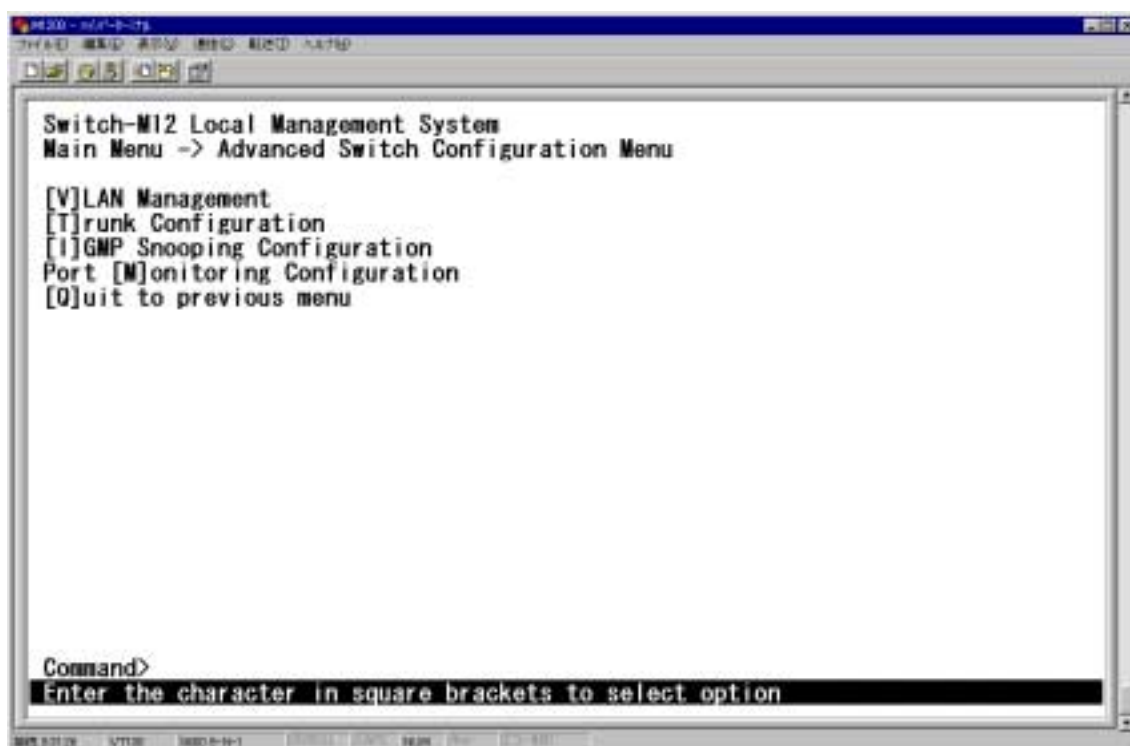 Switch-M12 Local Management System
Main Menu -> Advanced Switch Configuration Menu
[V]LAN Management
[T]runk Configuration
[I]GMP Snooping Configuration
Port [M]onitoring Configuration
[Q]uit to previous menu
Command>
Enter the character in square brackets to select option